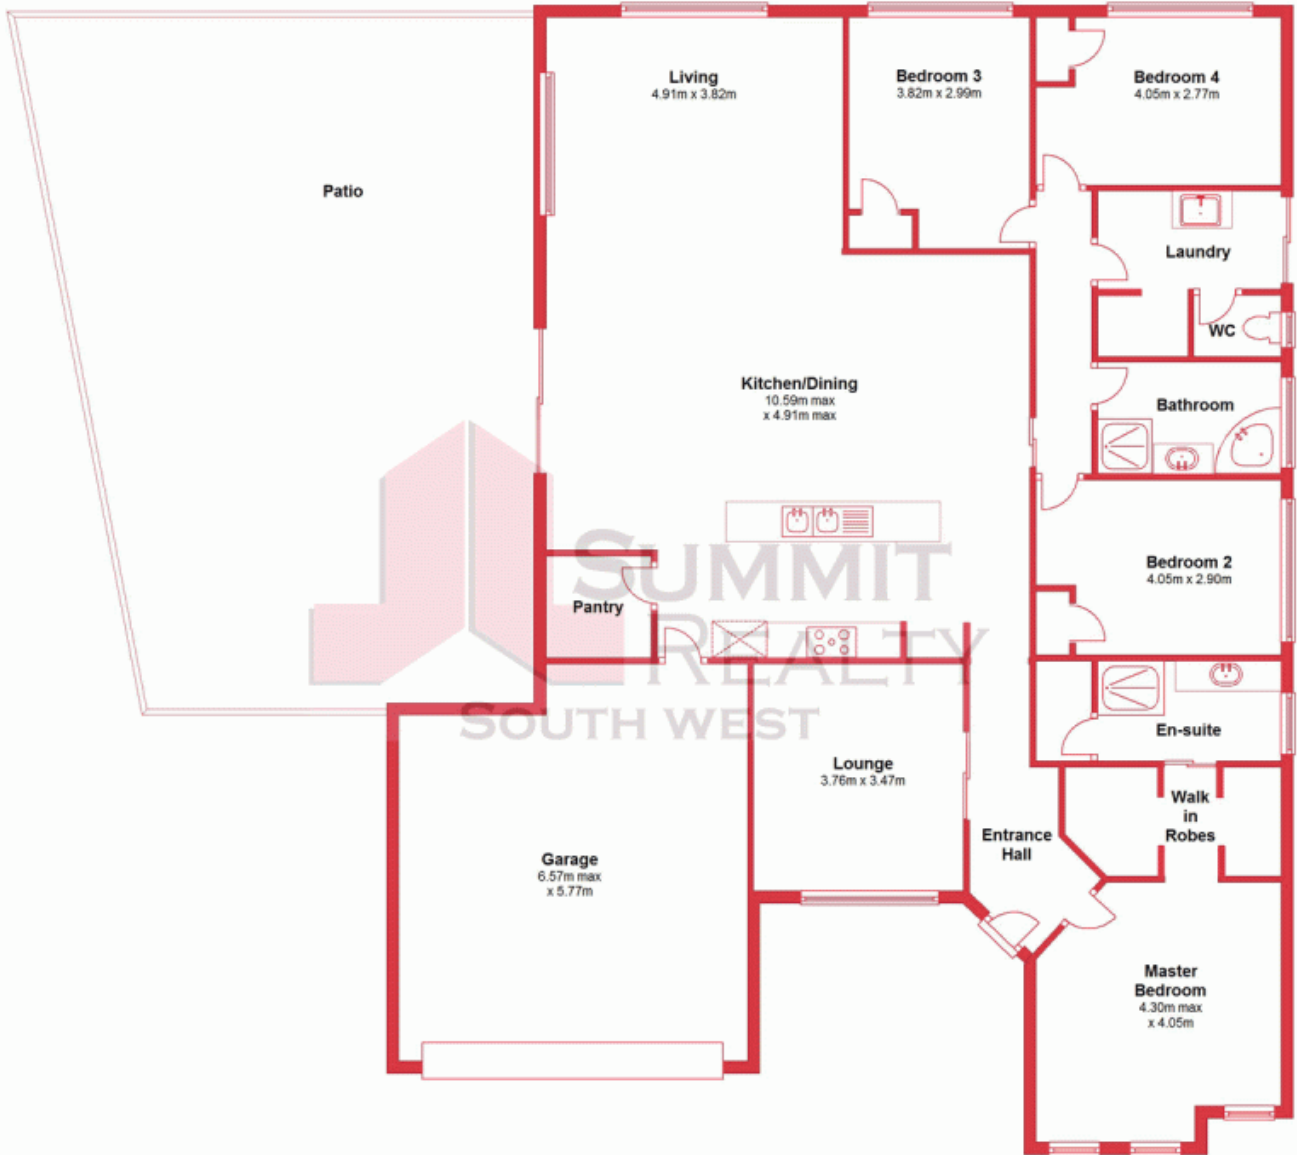 Living
4.91m x 3.82m
Bedroom 3
3.82m x 2.99m
Bedroom 4
4.05m x 2.77m
Patio
Laundry
WC
Kitchen/Dining
10.59m max
x 4.91m max
Bathroom
SUMMIT
REALTY
SOUTH WEST
Bedroom 2
4.05m x 2.90m
Pantry
En-suite
Lounge
3.76m x 3.47m
Walk
in
Robes
Entrance
Hall
Garage
6.57m max
x 5.77m
Master
Bedroom
4.30m max
x 4.05m